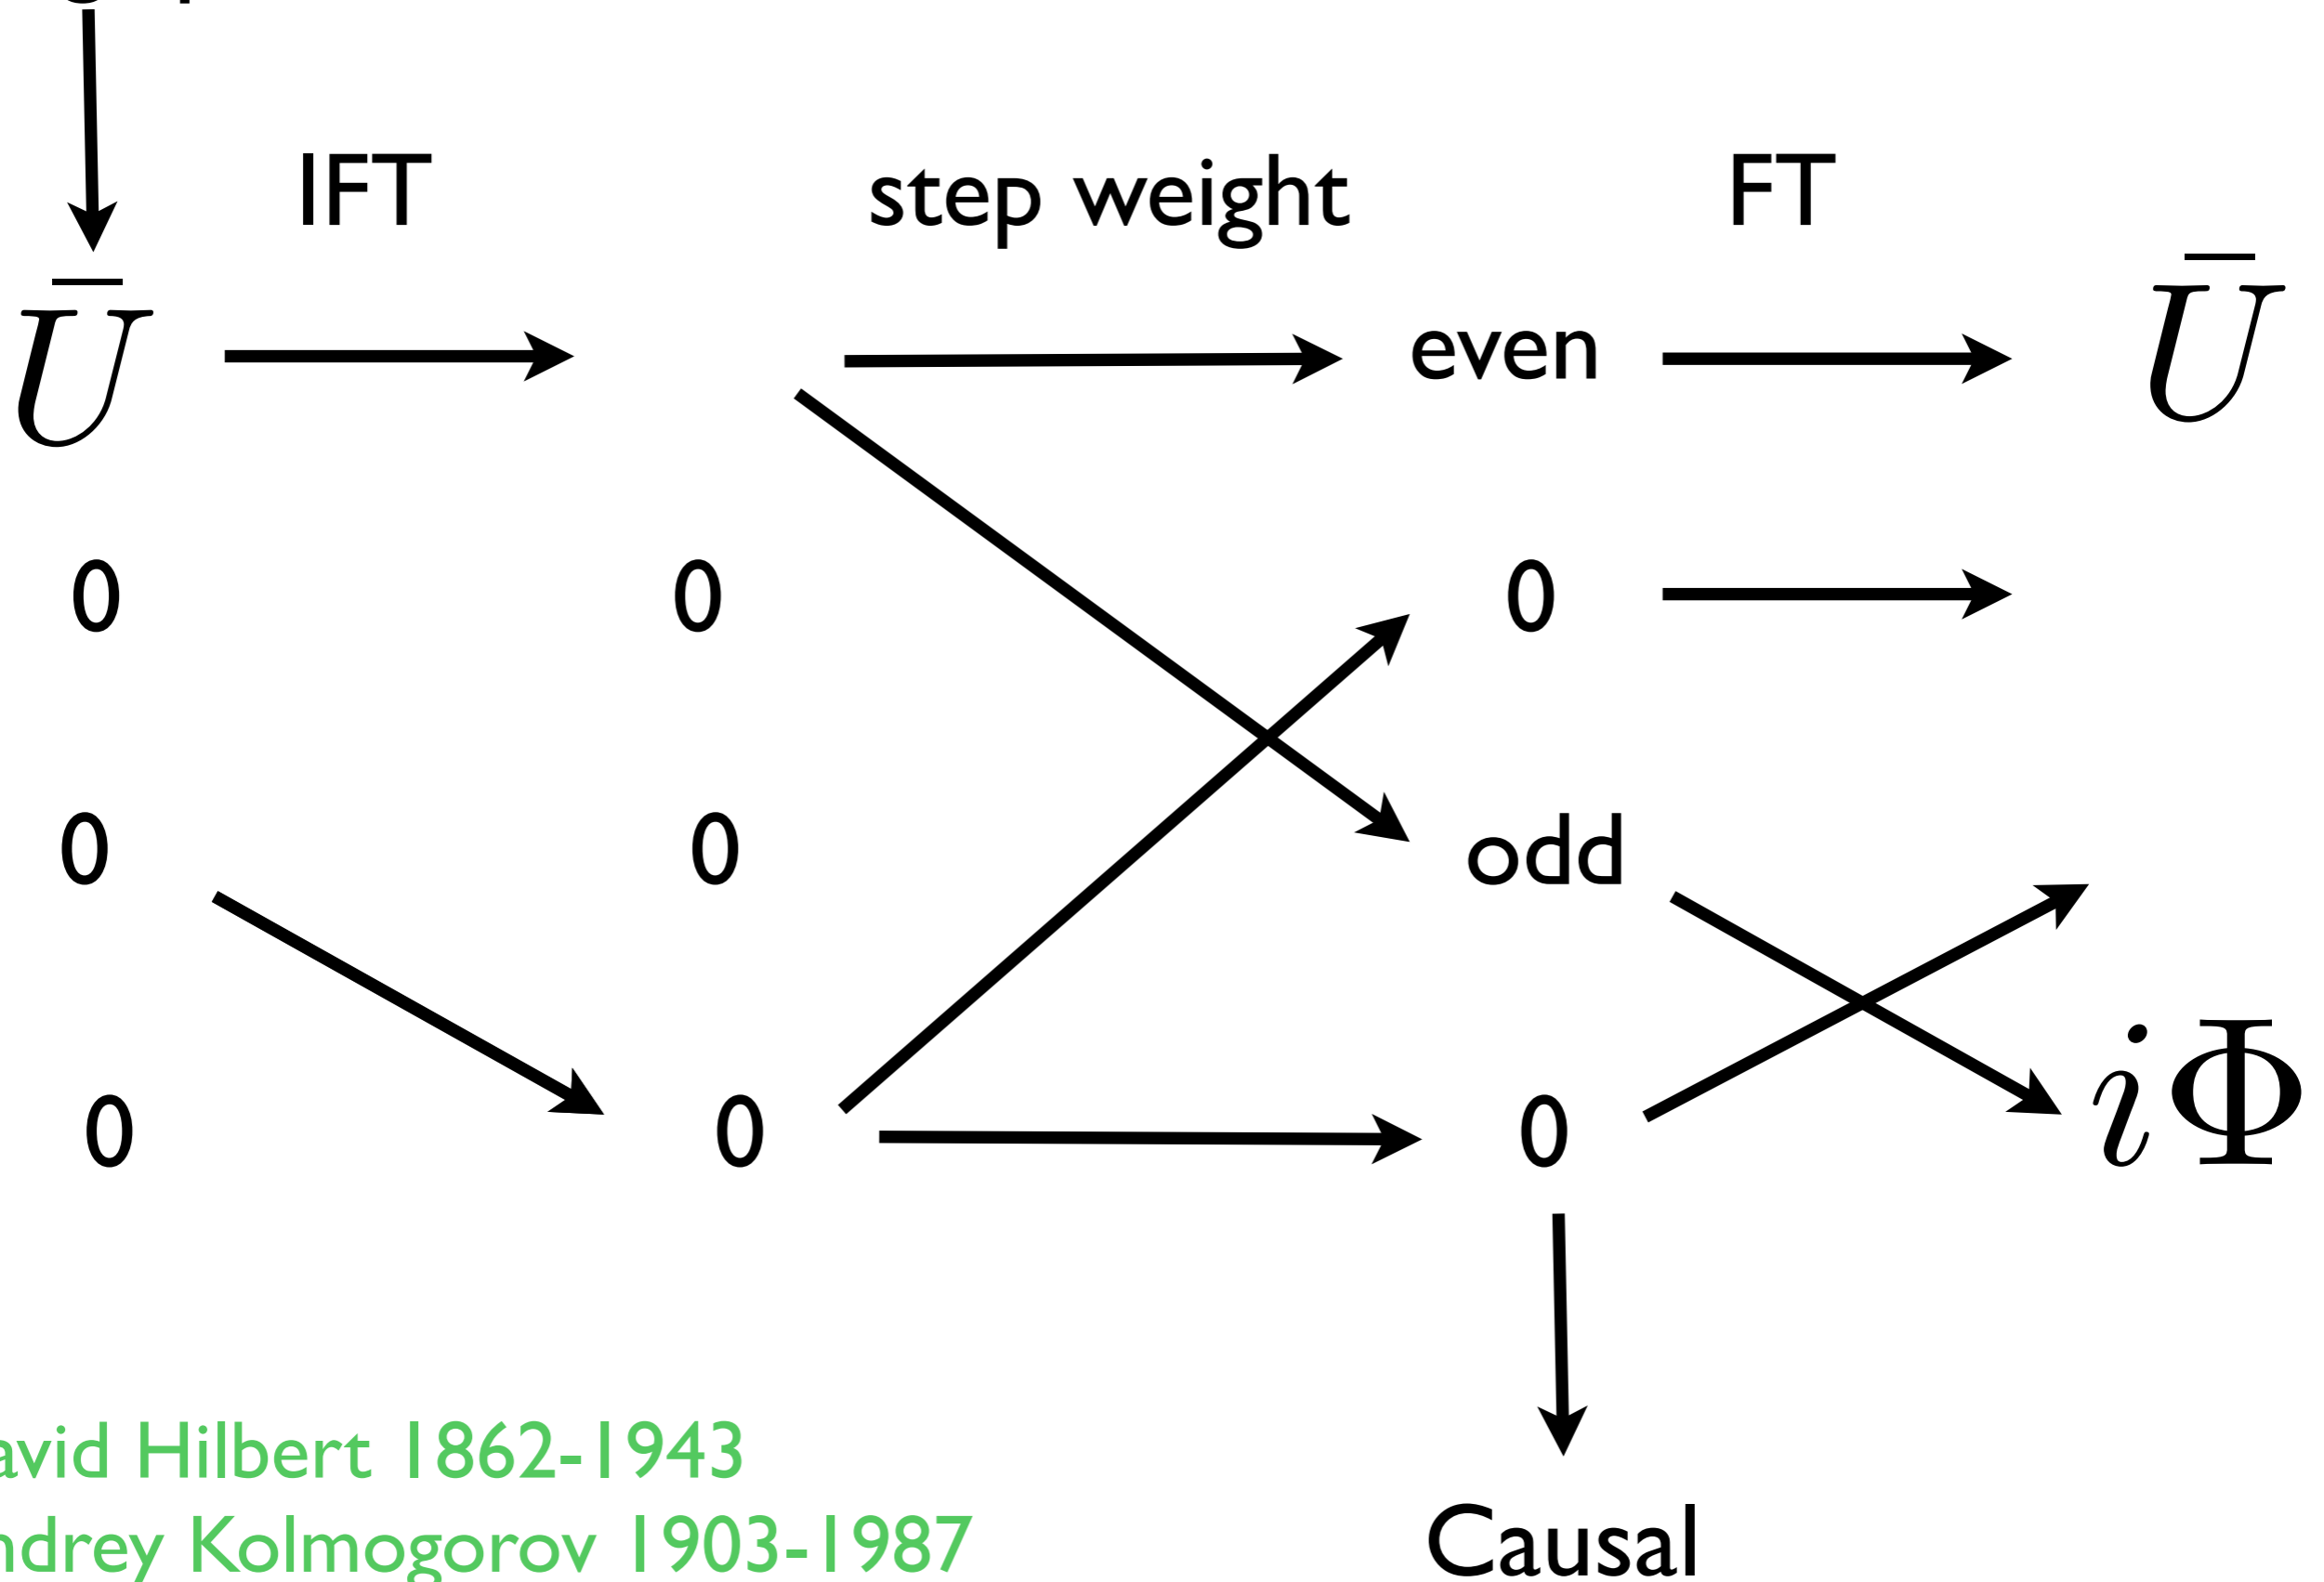 IFT step weight FT
Ū even Ū
0 0 0
0 0 odd
0 0 0 iΦ
avid Hilbert 1862-1943
ndrey Kolmogorov 1903-1987
Causal